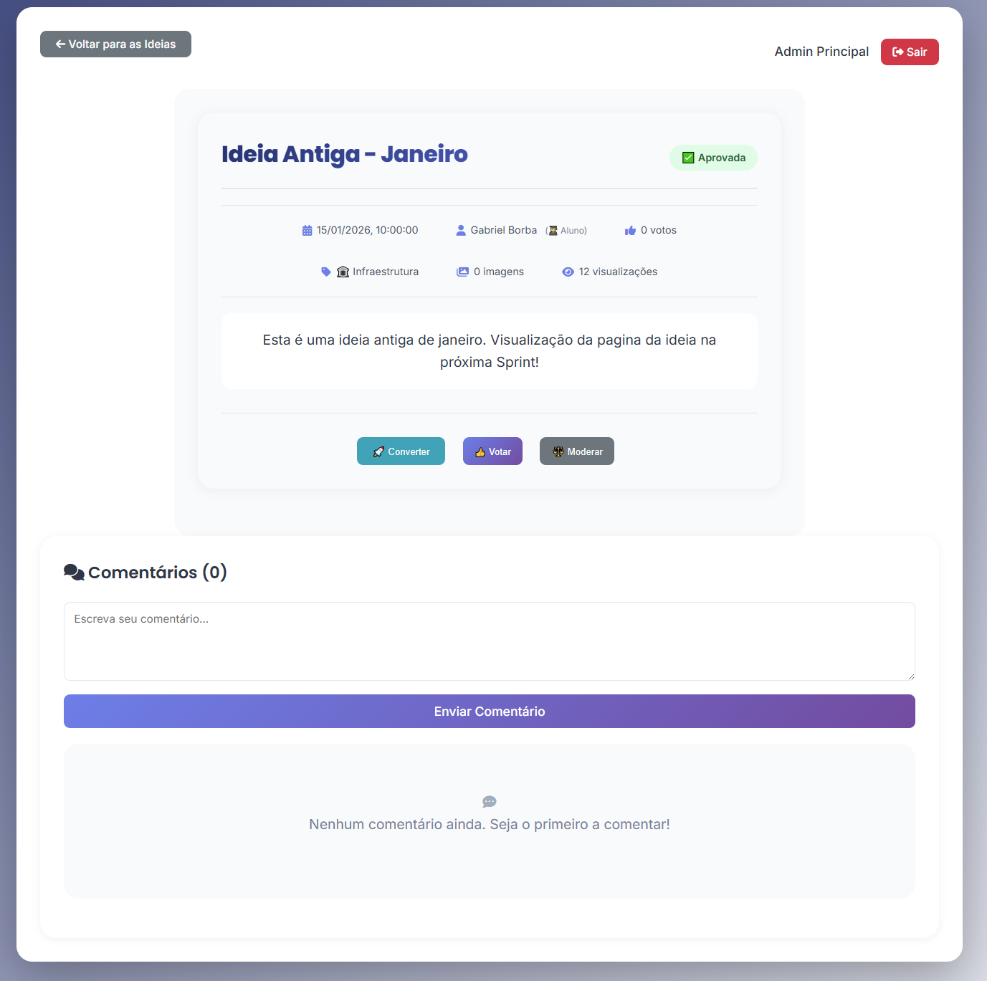 Voltar para as Ideias
Admin Principal
Sair
Ideia Antiga - Janeiro
Aprovada
15/01/2026, 10:00:00
Gabriel Borba (Aluno)
0 votos
Infraestrutura
0 imagens
12 visualizações
Esta é uma ideia antiga de janeiro. Visualização da pagina da ideia na
próxima Sprint!
Converter
Votar
Moderar
Comentários (0)
Escreva seu comentário...
Enviar Comentário
Nenhum comentário ainda. Seja o primeiro a comentar!